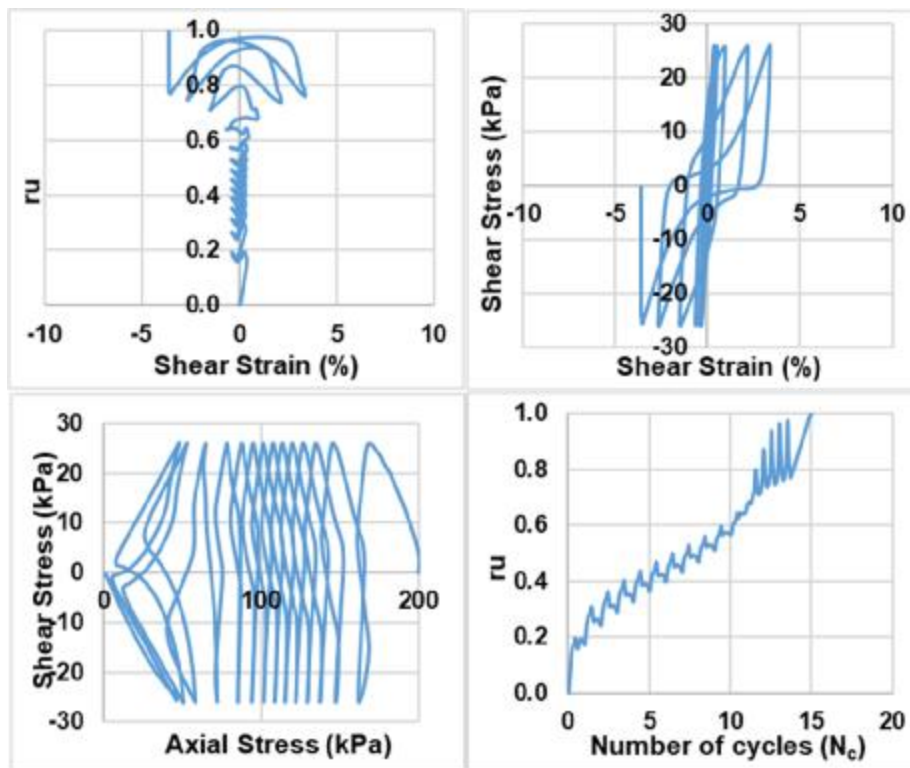 1.0
0.8
0.6
0.4
0.2
0.0
ru
-10 -5 0 5 10
Shear Strain (%)
30
20
10
0
-10
-20
-30
Shear Stress (kPa)
-10 -5 0 5 10
Shear Strain (%)
30
20
10
0
-10
-20
-30
Shear Stress (kPa)
0 100 200
Axial Stress (kPa)
1.0
0.8
0.6
0.4
0.2
0.0
ru
0 5 10 15 20
Number of cycles (Nc)